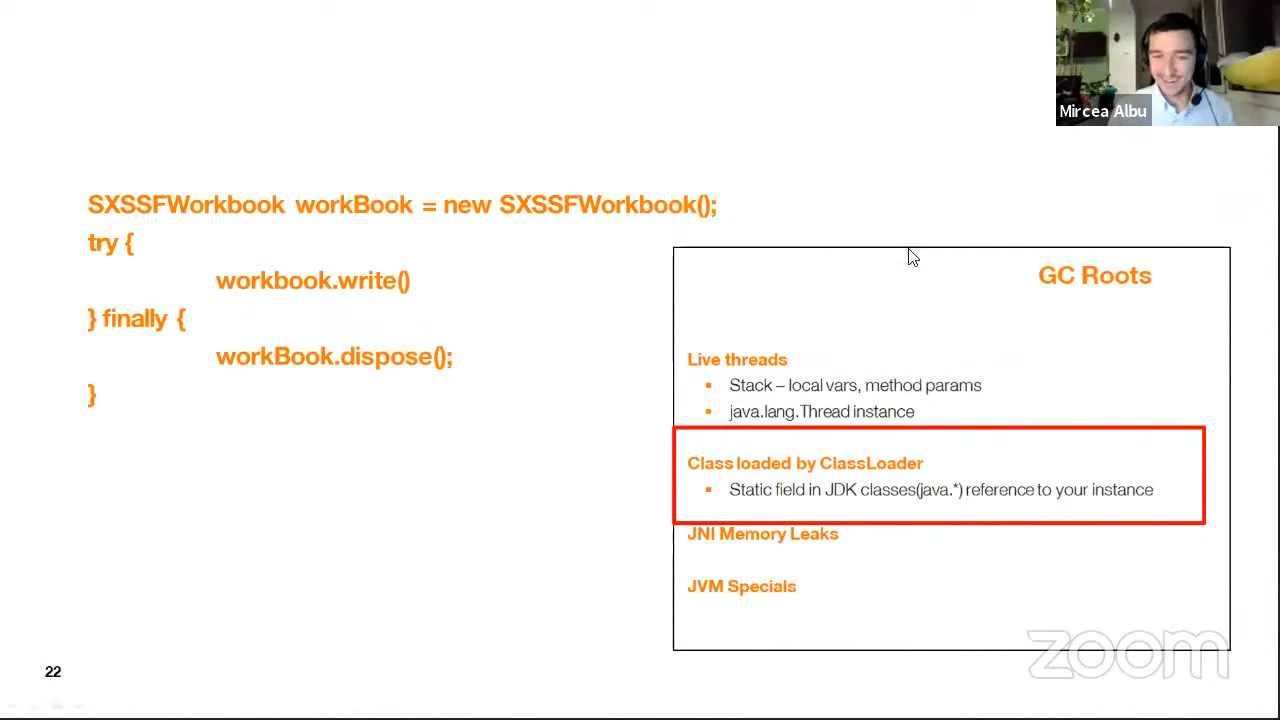 Mircea Albu
SXSSFWorkbook workBook = new SXSSFWorkbook();
try {
workbook.write()
} finally {
workBook.dispose();
}
GC Roots
Live threads
▪ Stack – local vars, method params
▪ java.lang.Thread instance
Class loaded by ClassLoader
▪ Static field in JDK classes(java.*) reference to your instance
JNI Memory Leaks
JVM Specials
zoom
22